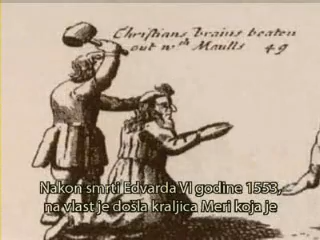 Christians brains beaten
out wth Maulls 49
Nakon smrti Edvarda VI godine 1553,
na vlast je došla kraljica Meri koja je